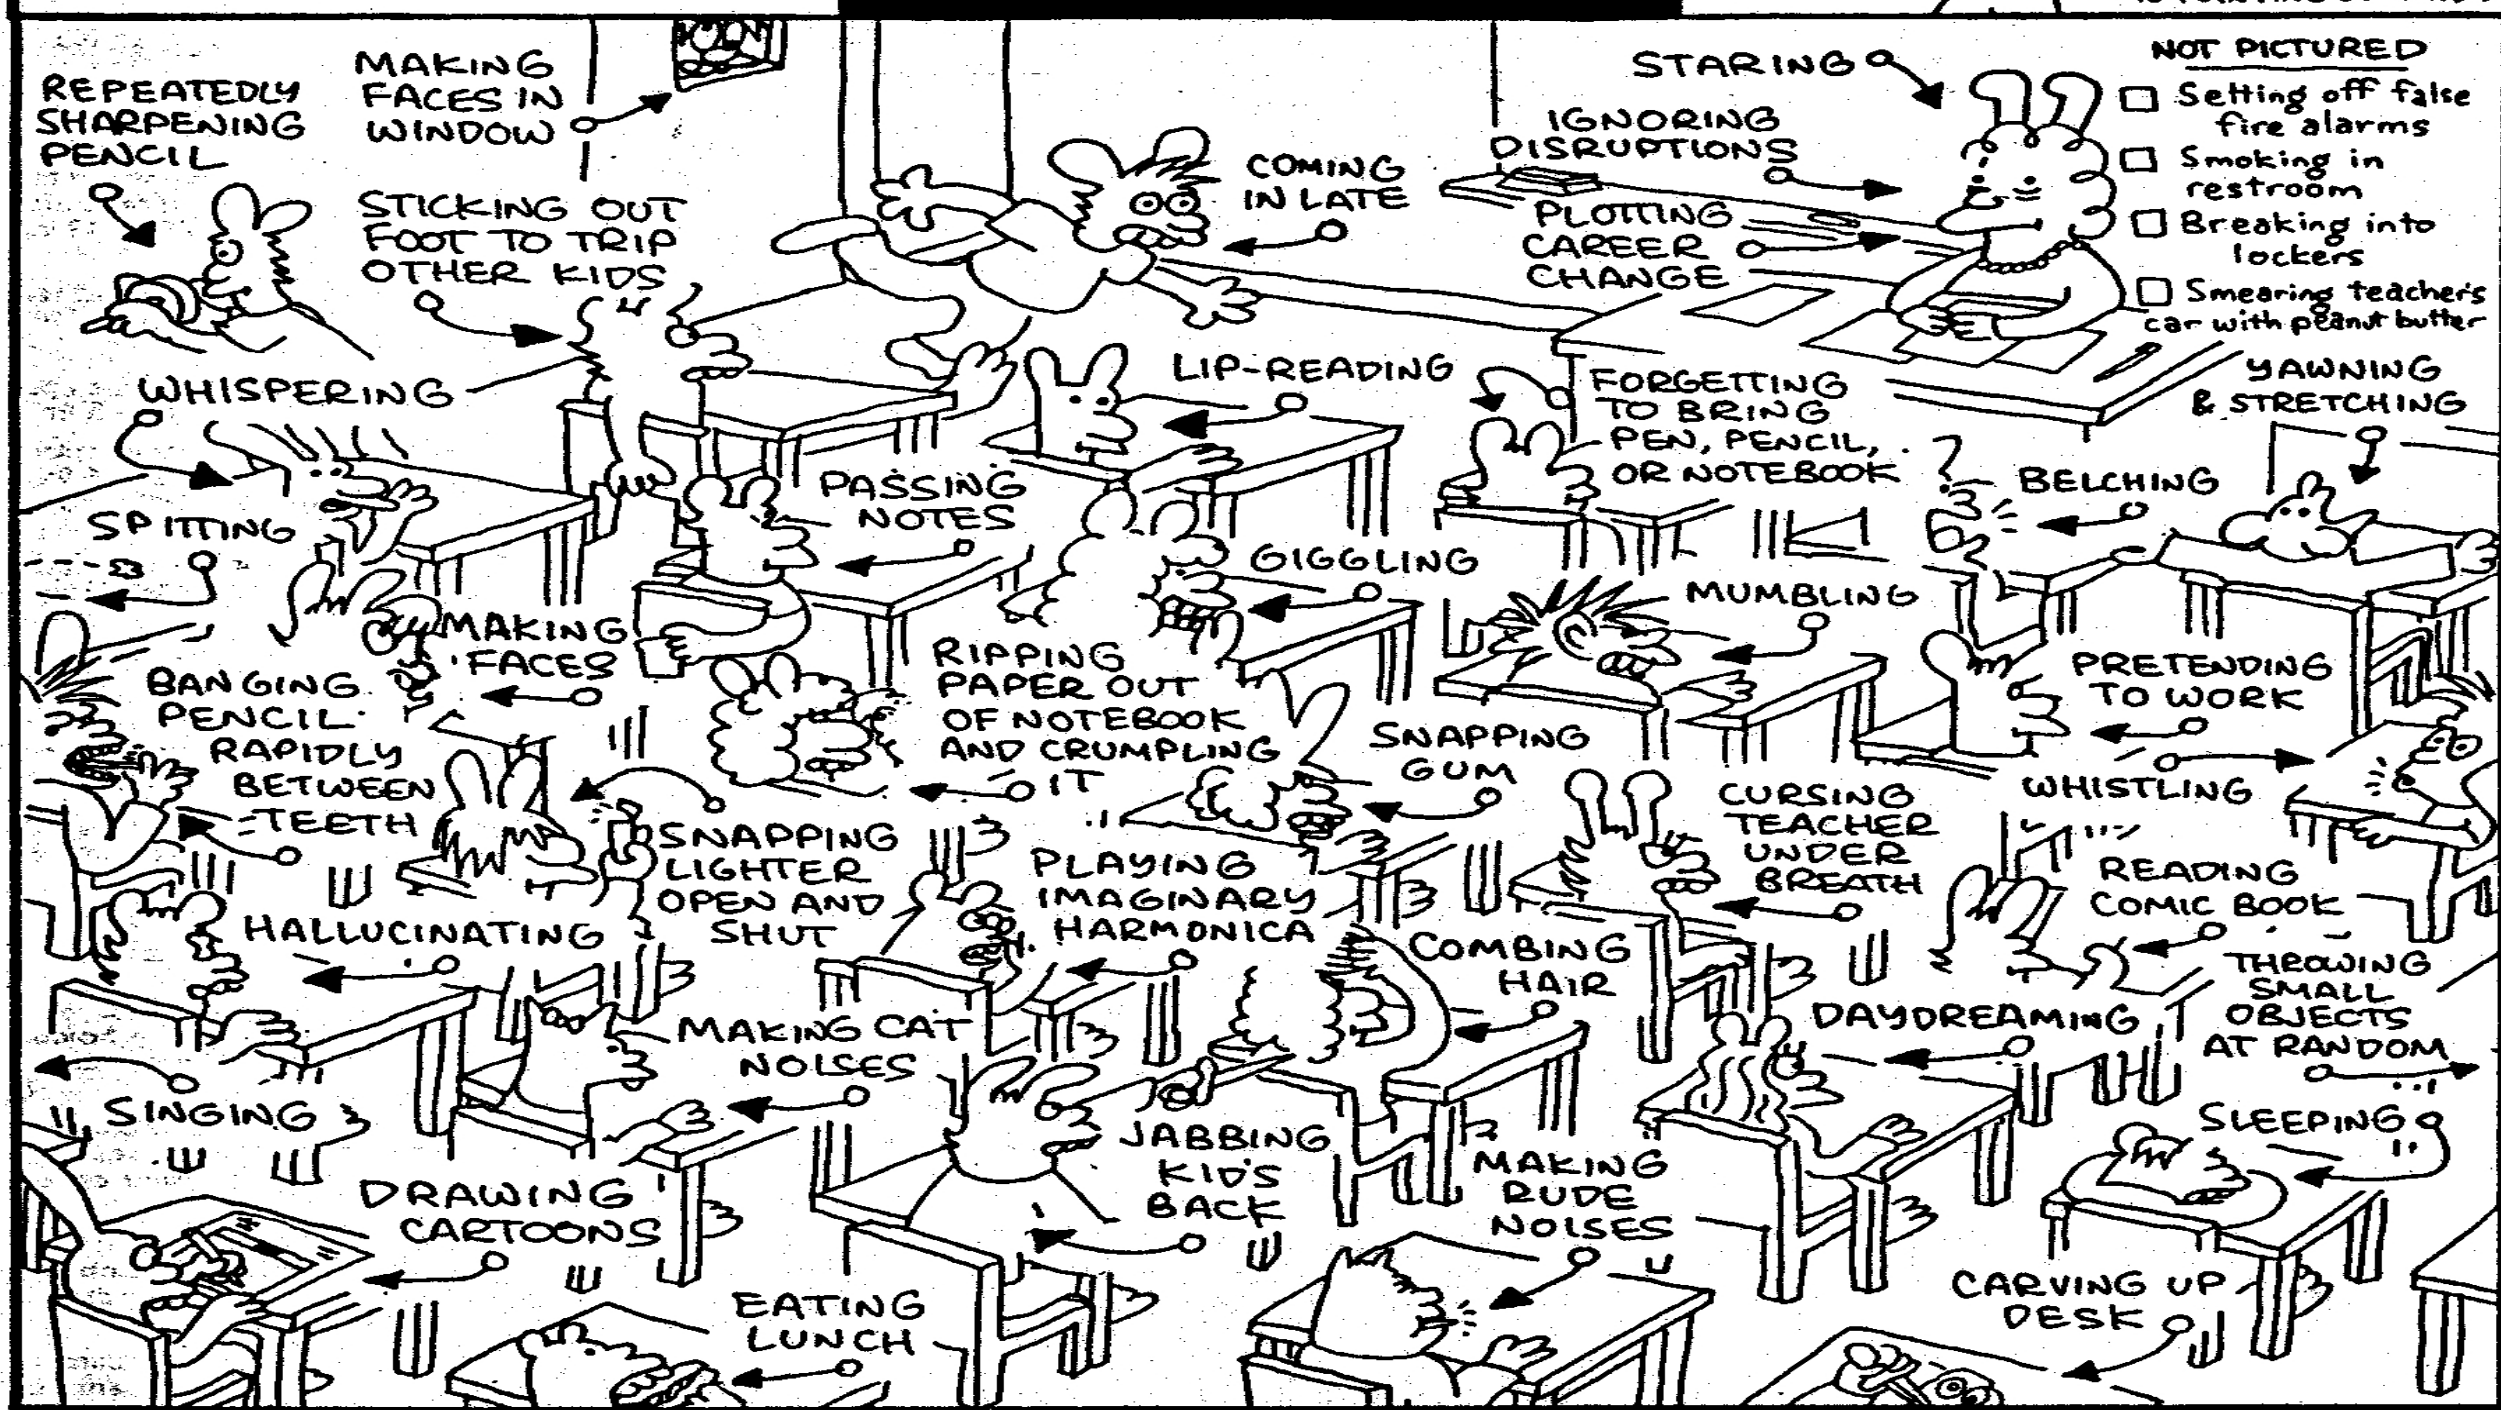 REPEATEDLY
SHARPENING
PENCIL
MAKING
FACES IN
WINDOW
STICKING OUT
FOOT TO TRIP
OTHER KIDS
COMING
IN LATE
STARING
IGNORING
DISRUPTIONS
PLOTTING
CAREER
CHANGE
NOT PICTURED
Setting off false
fire alarms
Smoking in
restroom
Breaking into
lockers
Smearing teacher's
car with peanut butter
WHISPERING
LIP-READING
FORGETTING
TO BRING
PEN, PENCIL,
OR NOTEBOOK
?
YAWNING
& STRETCHING
BELCHING
SPITTING
PASSING
NOTES
GIGGLING
MUMBLING
MAKING
FACES
BANGING
PENCIL
RAPIDLY
BETWEEN
TEETH
RIPPING
PAPER OUT
OF NOTEBOOK
AND CRUMPLING
IT
SNAPPING
GUM
PRETENDING
TO WORK
WHISTLING
SNAPPING
LIGHTER
OPEN AND
SHUT
PLAYING
IMAGINARY
HARMONICA
CURSING
TEACHER
UNDER
BREATH
READING
COMIC BOOK
HALLUCINATING
COMBING
HAIR
THROWING
SMALL
OBJECTS
AT RANDOM
MAKING CAT
NOISES
DAYDREAMING
SINGING
JABBING
KID'S
BACK
MAKING
RUDE
NOISES
SLEEPING
DRAWING
CARTOONS
EATING
LUNCH
CARVING UP
DESK